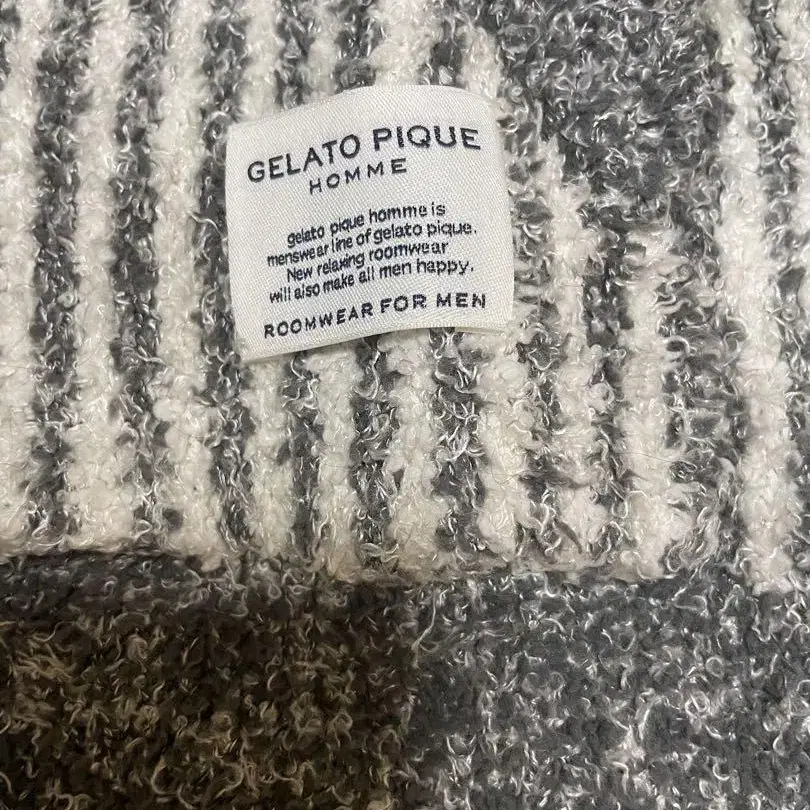 GELATO PIQUE
HOMME
gelato pique homme is
menswear line of gelato pique.
New relaxing roomwear
will also make all men happy.
ROOMWEAR FOR MEN